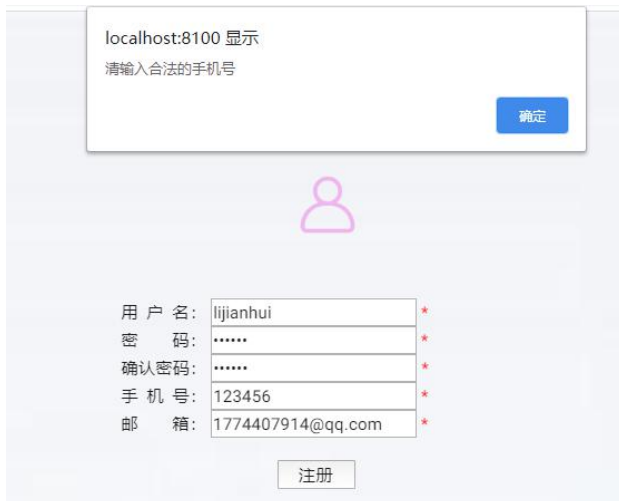 localhost:8100 显示
清输入合法的手机号
确定
用 户 名: lijianhui *
密 码: •••••• *
确认密码: •••••• *
手 机 号: 123456 *
邮 箱: 1774407914@qq.com *
注册